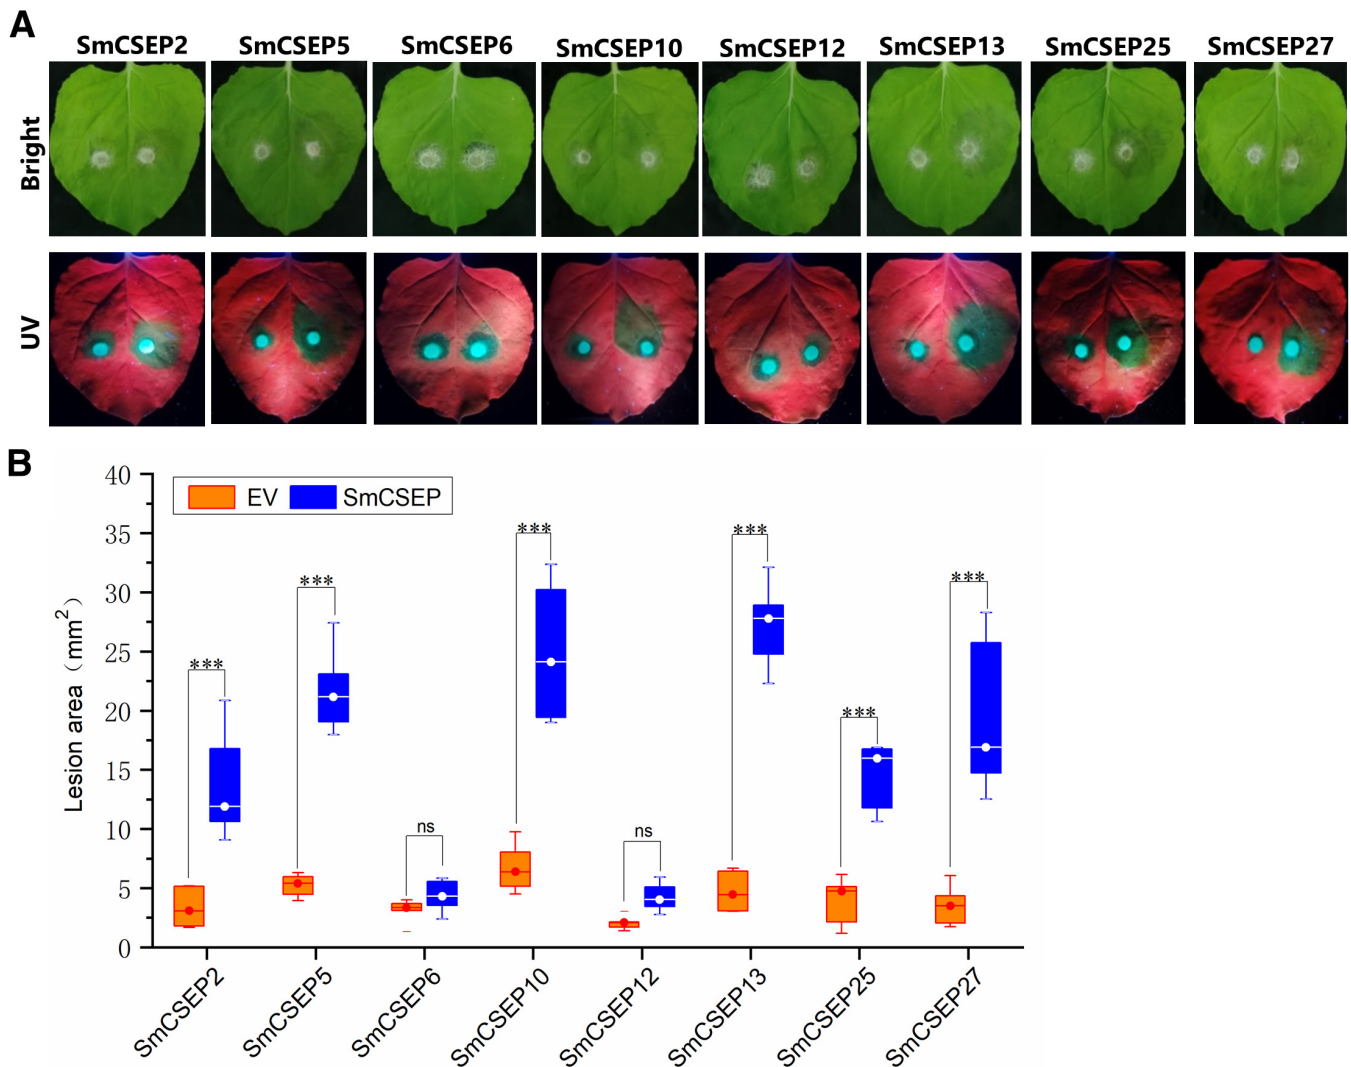 A
SmCSEP2 SmCSEP5 SmCSEP6 SmCSEP10 SmCSEP12 SmCSEP13 SmCSEP25 SmCSEP27
Bright
UV
B
EV SmCSEP
Lesion area（mm²）
40
35
30
25
20
15
10
5
0
*** *** ns *** ns *** *** ***
SmCSEP2 SmCSEP5 SmCSEP6 SmCSEP10 SmCSEP12 SmCSEP13 SmCSEP25 SmCSEP27